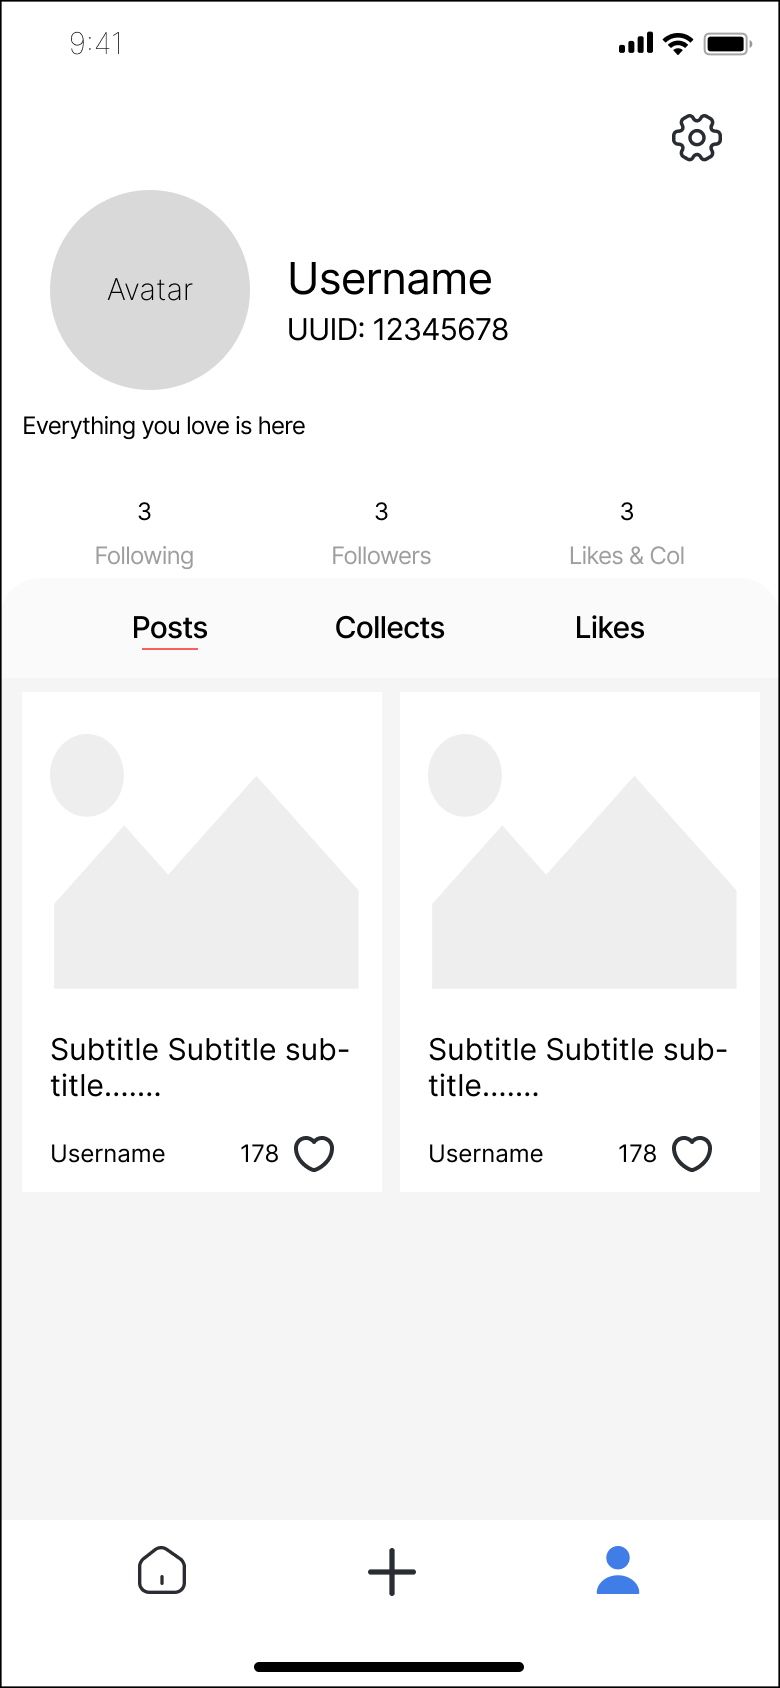 9:41
Avatar
Username
UUID: 12345678
Everything you love is here
3 3 3
Following Followers Likes & Col
Posts Collects Likes
Subtitle Subtitle sub-
title.......
Username 178
Subtitle Subtitle sub-
title.......
Username 178